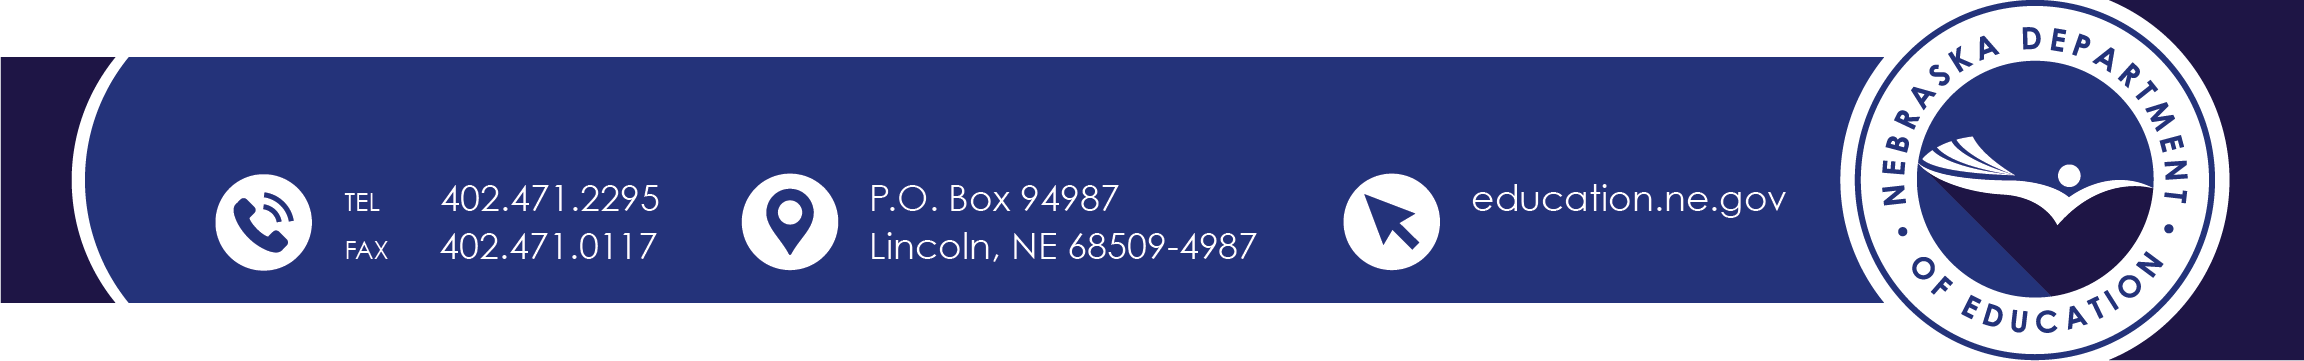 TEL 402.471.2295
FAX 402.471.0117
P.O. Box 94987
Lincoln, NE 68509-4987
education.ne.gov
NEBRASKA DEPARTMENT
• OF EDUCATION •